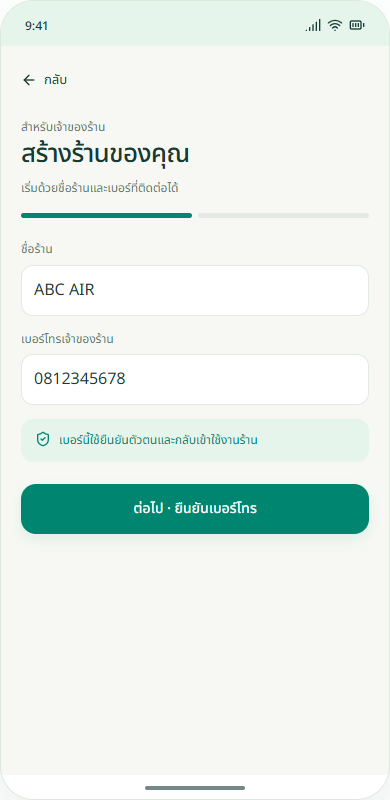 9:41
กลับ
สำหรับเจ้าของร้าน
สร้างร้านของคุณ
เริ่มด้วยชื่อร้านและเบอร์ที่ติดต่อได้
ชื่อร้าน
ABC AIR
เบอร์โทรเจ้าของร้าน
0812345678
เบอร์นี้ใช้ยืนยันตัวตนและกลับเข้าใช้งานร้าน
ต่อไป · ยืนยันเบอร์โทร